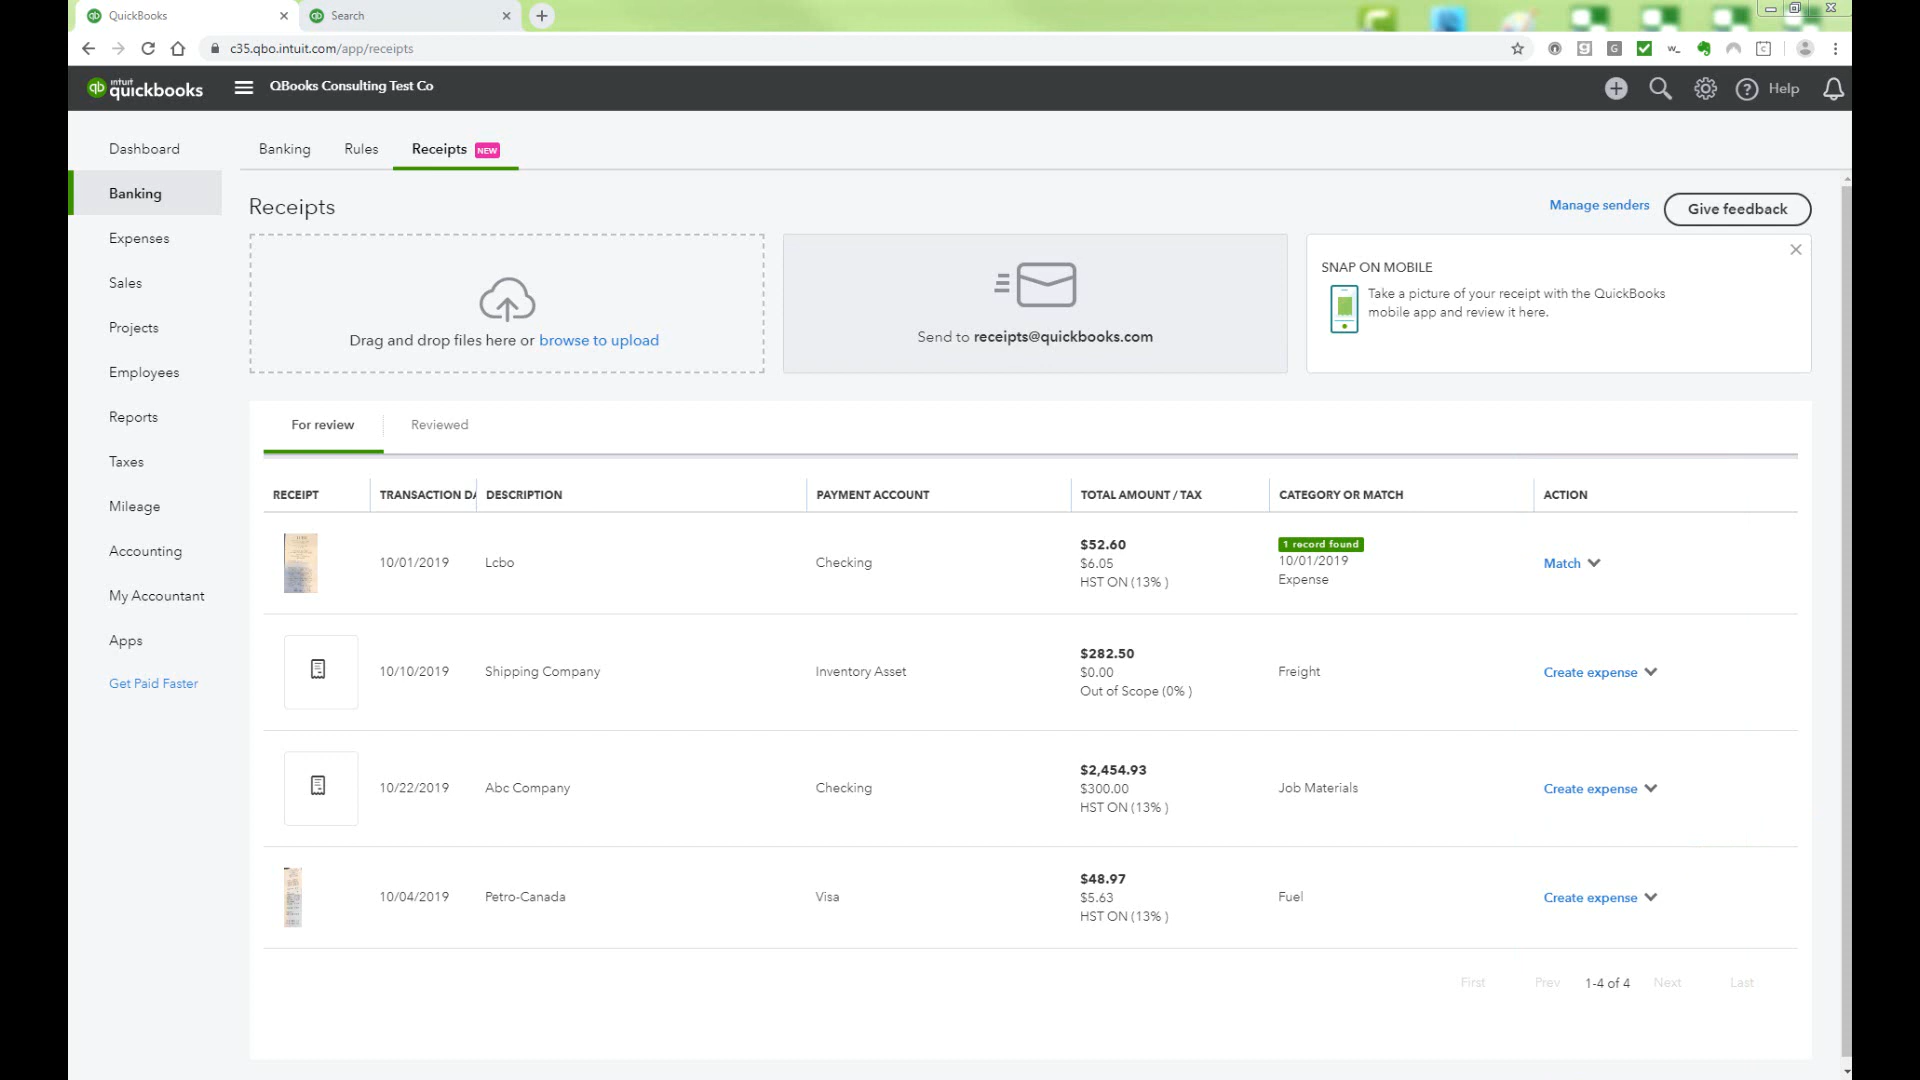 QuickBooks
Search
c35.qbo.intuit.com/app/receipts
intuit quickbooks
QBooks Consulting Test Co
Help
Dashboard
Banking
Expenses
Sales
Projects
Employees
Reports
Taxes
Mileage
Accounting
My Accountant
Apps
Get Paid Faster
Banking Rules Receipts NEW
Receipts
Manage senders
Give feedback
Drag and drop files here or browse to upload
Send to receipts@quickbooks.com
SNAP ON MOBILE
Take a picture of your receipt with the QuickBooks
mobile app and review it here.
For review Reviewed
RECEIPT TRANSACTION DA DESCRIPTION PAYMENT ACCOUNT TOTAL AMOUNT / TAX CATEGORY OR MATCH ACTION
10/01/2019 Lcbo Checking
$52.60
$6.05
HST ON (13% )
1 record found
10/01/2019
Expense
Match
10/10/2019 Shipping Company Inventory Asset
$282.50
$0.00
Out of Scope (0% )
Freight
Create expense
10/22/2019 Abc Company Checking
$2,454.93
$300.00
HST ON (13% )
Job Materials
Create expense
10/04/2019 Petro-Canada Visa
$48.97
$5.63
HST ON (13% )
Fuel
Create expense
First Prev 1-4 of 4 Next Last